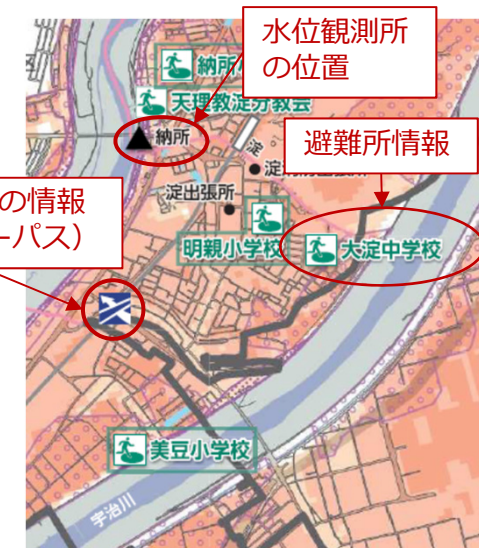 水位観測所
の位置
納所
天理教淀分教会
納所
避難所情報
淀
淀出張所
の情報
ーパス）
明親小学校
大淀中学校
美豆小学校
宇治川